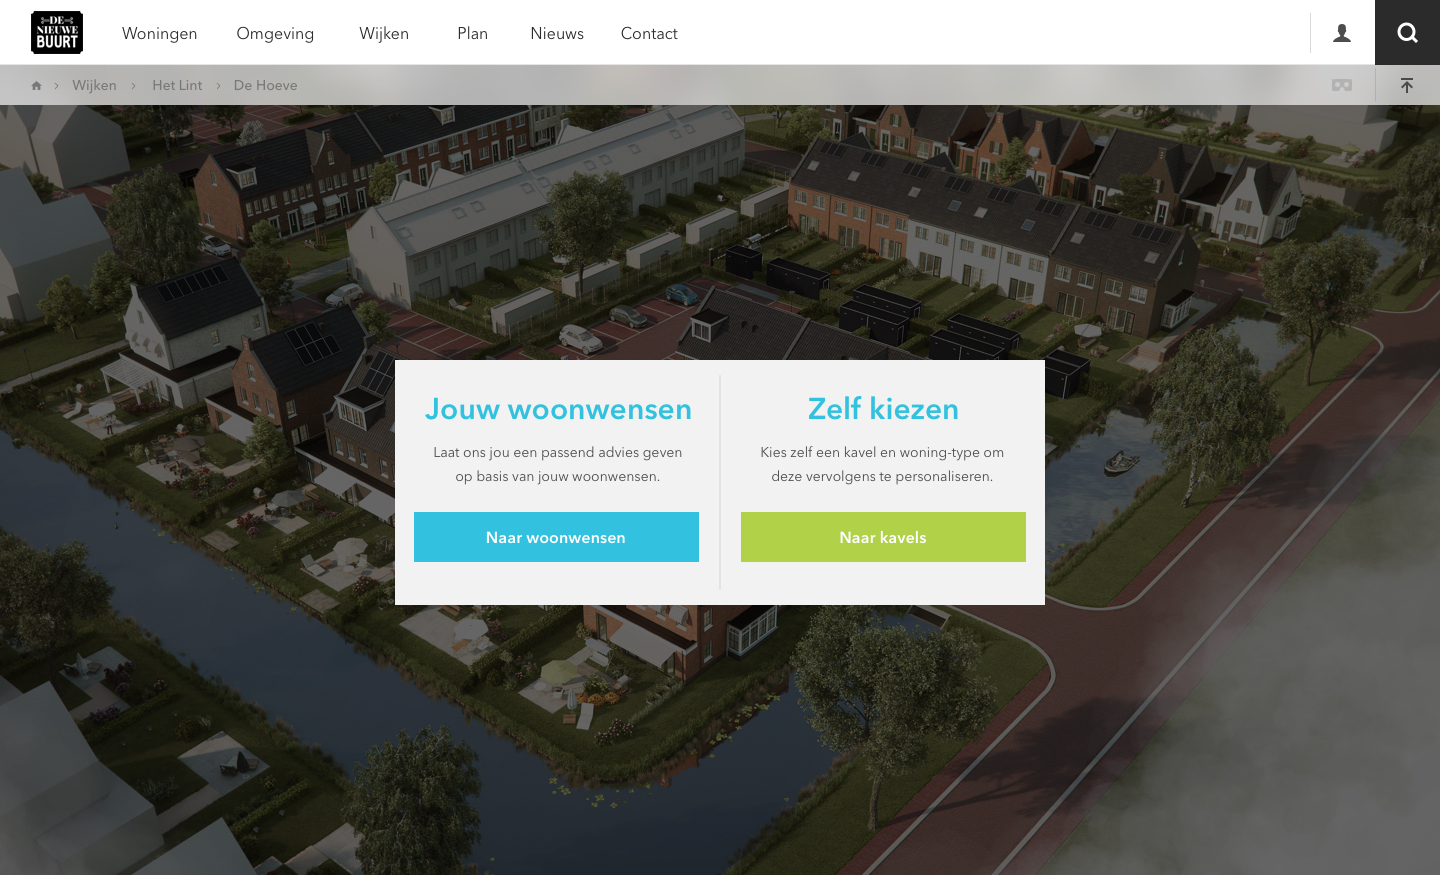 DE
NIEUWE
BUURT
Woningen
Omgeving
Wijken
Plan
Nieuws
Contact
Wijken
Het Lint
De Hoeve
Jouw woonwensen
Laat ons jou een passend advies geven
op basis van jouw woonwensen.
Naar woonwensen
Zelf kiezen
Kies zelf een kavel en woning-type om
deze vervolgens te personaliseren.
Naar kavels